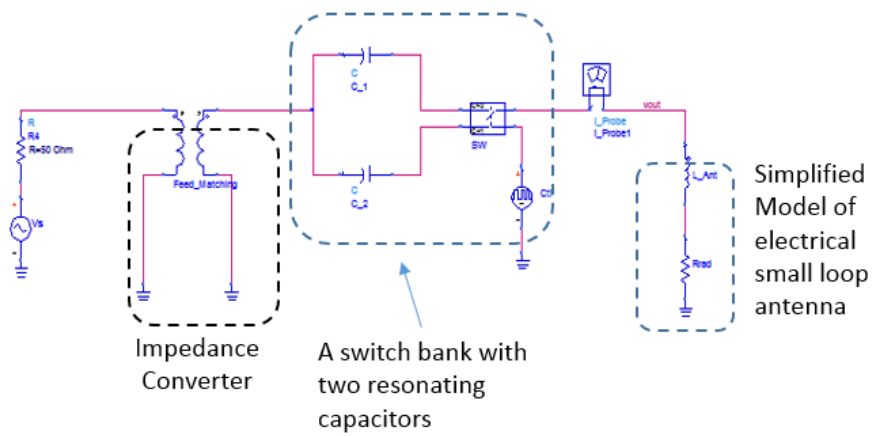 C
C_1
R
R4
R=50 Ohm
Feed_Matching
Vs
C
C_2
SW
I_Probe
I_Probe1
vout
L_Ant
Rrad
Simplified
Model of
electrical
small loop
antenna
Impedance
Converter
A switch bank with
two resonating
capacitors